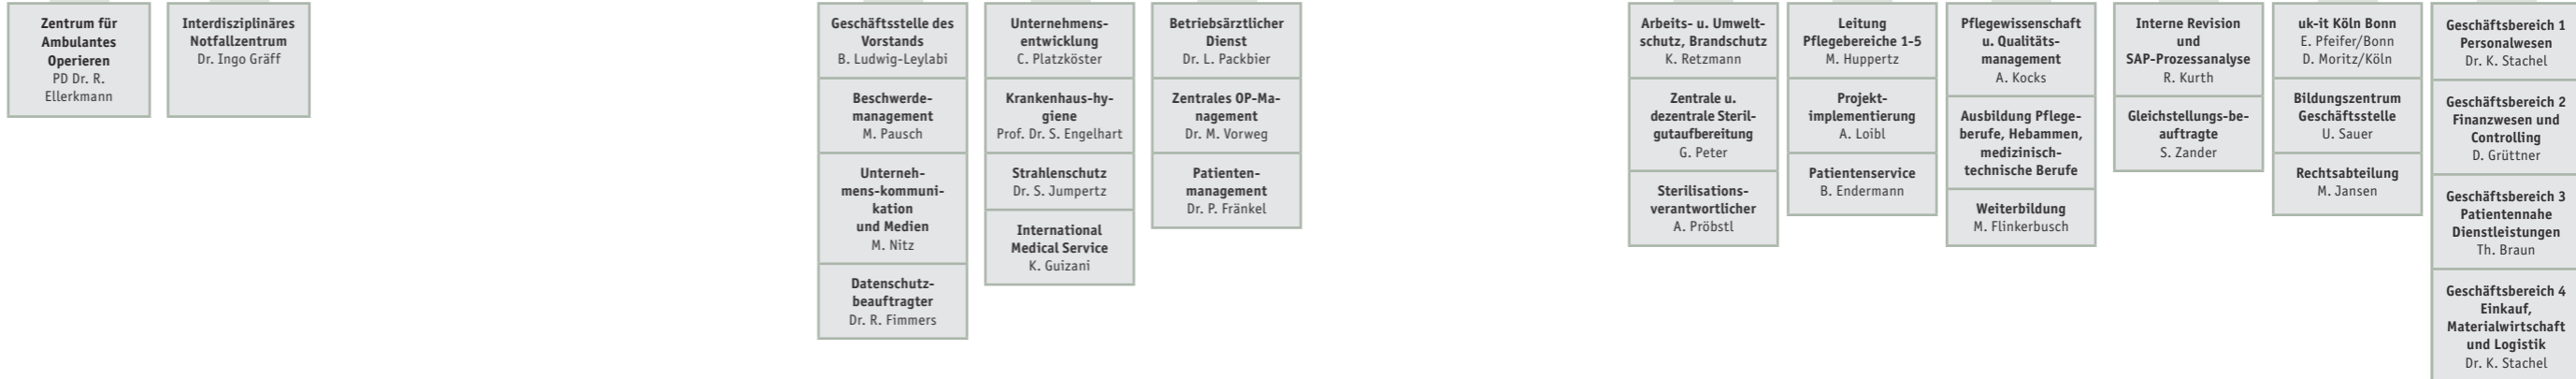 Zentrum für
Ambulantes
Operieren
PD Dr. R.
Ellerkmann
Interdisziplinäres
Notfallzentrum
Dr. Ingo Gräff
Geschäftsstelle des
Vorstands
B. Ludwig-Leylabi
Beschwerde-
management
M. Pausch
Unterneh-
mens-kommuni-
kation
und Medien
M. Nitz
Datenschutz-
beauftragter
Dr. R. Fimmers
Unternehmens-
entwicklung
C. Platzköster
Krankenhaus-hy-
giene
Prof. Dr. S. Engelhart
Strahlenschutz
Dr. S. Jumpertz
International
Medical Service
K. Guizani
Betriebsärztlicher
Dienst
Dr. L. Packbier
Zentrales OP-Ma-
nagement
Dr. M. Vorweg
Patienten-
management
Dr. P. Fränkel
Arbeits- u. Umwelt-
schutz, Brandschutz
K. Retzmann
Zentrale u.
dezentrale Steril-
gutaufbereitung
G. Peter
Sterilisations-
verantwortlicher
A. Pröbstl
Leitung
Pflegebereiche 1-5
M. Huppertz
Projekt-
implementierung
A. Loibl
Patientenservice
B. Endermann
Pflegewissenschaft
u. Qualitäts-
management
A. Kocks
Ausbildung Pflege-
berufe, Hebammen,
medizinisch-
technische Berufe
Weiterbildung
M. Flinkerbusch
Interne Revision
und
SAP-Prozessanalyse
R. Kurth
Gleichstellungs-be-
auftragte
S. Zander
uk-it Köln Bonn
E. Pfeifer/Bonn
D. Moritz/Köln
Bildungszentrum
Geschäftsstelle
U. Sauer
Rechtsabteilung
M. Jansen
Geschäftsbereich 1
Personalwesen
Dr. K. Stachel
Geschäftsbereich 2
Finanzwesen und
Controlling
D. Grüttner
Geschäftsbereich 3
Patientennahe
Dienstleistungen
Th. Braun
Geschäftsbereich 4
Einkauf,
Materialwirtschaft
und Logistik
Dr. K. Stachel